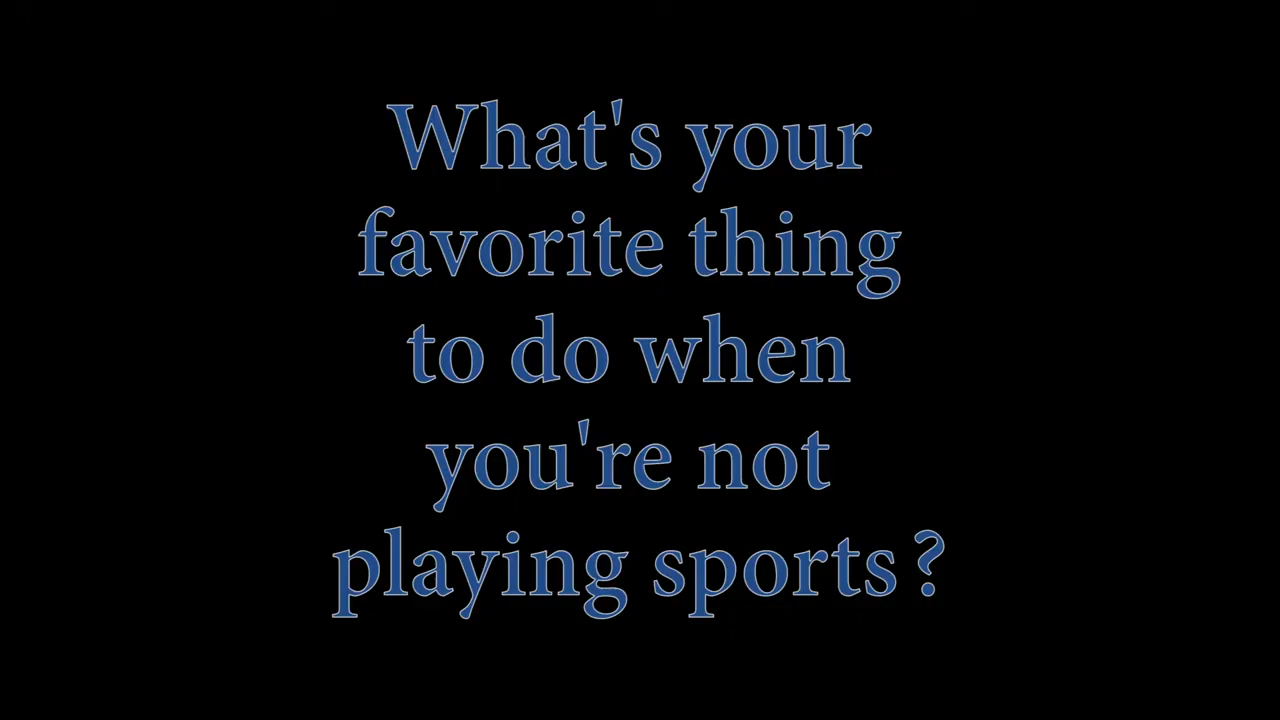 What's your
favorite thing
to do when
you're not
playing sports?